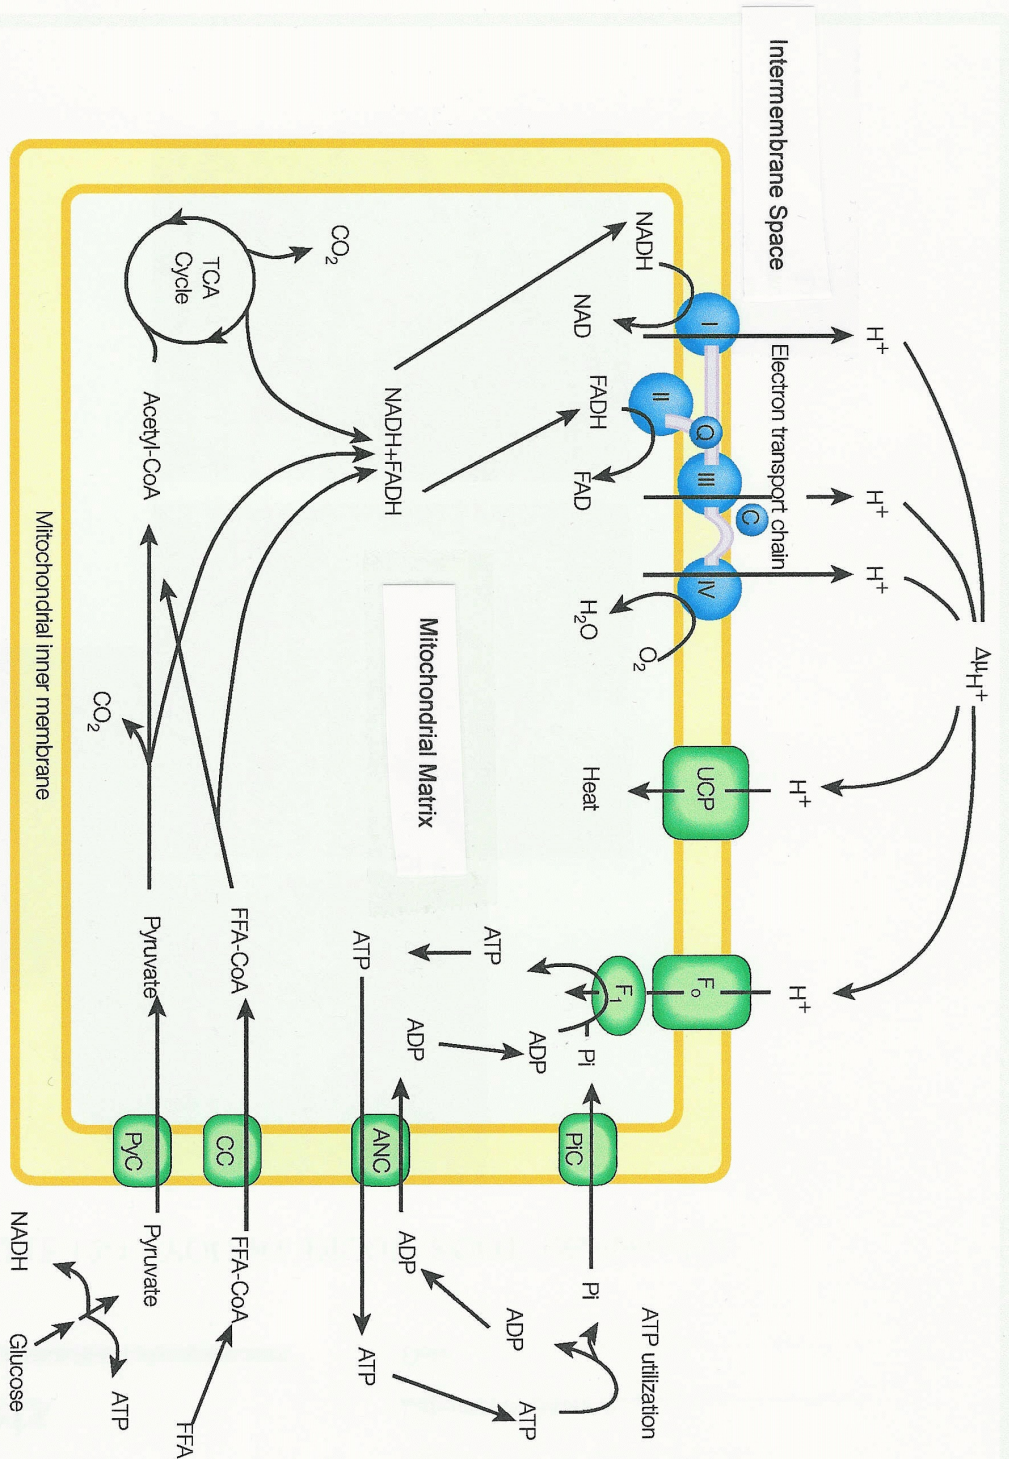 Intermembrane Space
H+
H+
H+
ΔμH+
H+
H+
Electron transport chain
I
II
Q
III
C
IV
UCP
Fo
F1
NADH
NAD
FADH
FAD
H2O
O2
Heat
Pi
PiC
Pi
ATP utilization
CO2
NADH+FADH
Mitochondrial Matrix
ATP
ADP
ADP
ATP
ANC
ADP
ADP
ATP
ATP
TCA
Cycle
Acetyl-CoA
CO2
FFA-CoA
CC
FFA-CoA
FFA
Pyruvate
PyC
Pyruvate
ATP
NADH
Glucose
Mitochondrial inner membrane